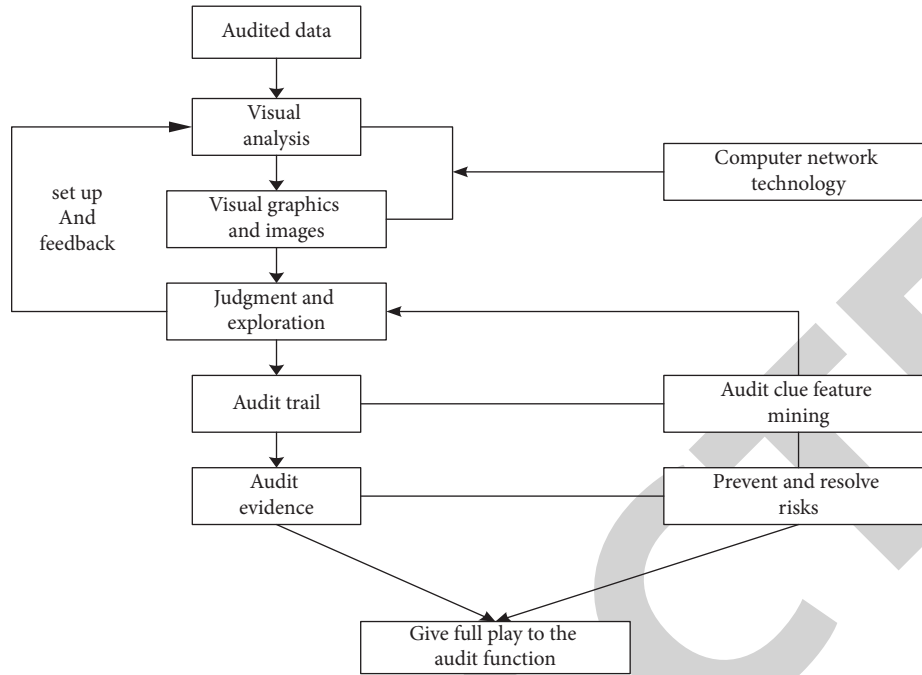 Audited data
Visual
analysis
Computer network
technology
set up
And
feedback
Visual graphics
and images
Judgment and
exploration
Audit trail
Audit clue feature
mining
Audit
evidence
Prevent and resolve
risks
Give full play to the
audit function